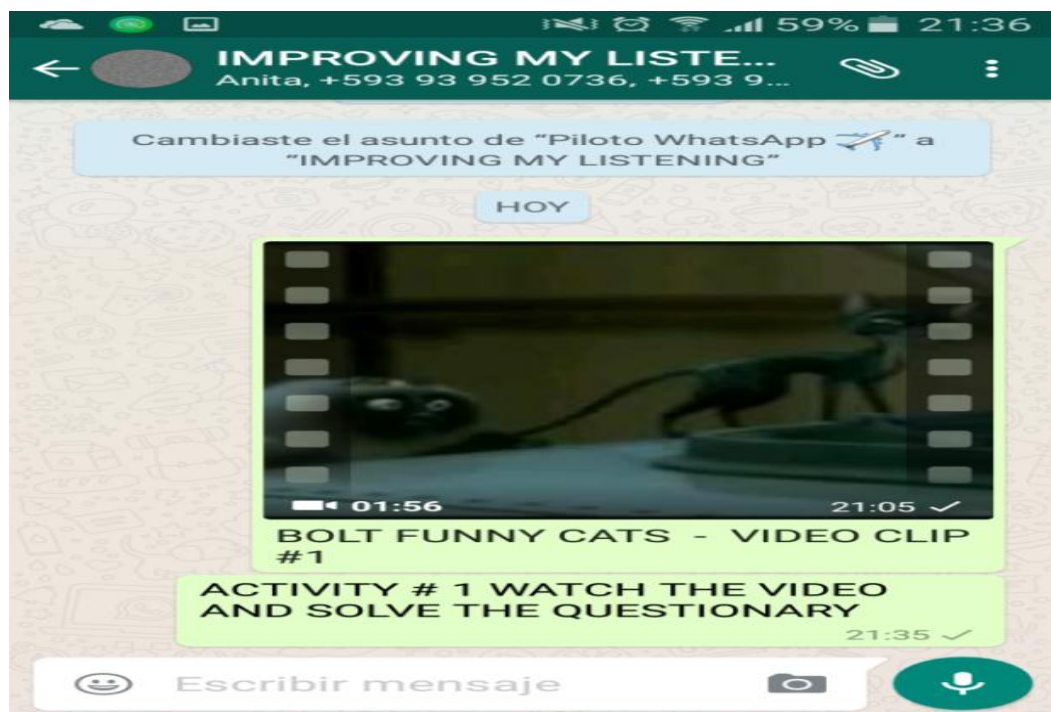 59% 21:36
IMPROVING MY LISTE...
Anita, +593 93 952 0736, +593 9...
Cambiaste el asunto de "Piloto WhatsApp ✈" a
"IMPROVING MY LISTENING"
HOY
01:56 21:05
BOLT FUNNY CATS - VIDEO CLIP
#1
ACTIVITY # 1 WATCH THE VIDEO
AND SOLVE THE QUESTIONARY
21:35
Escribir mensaje